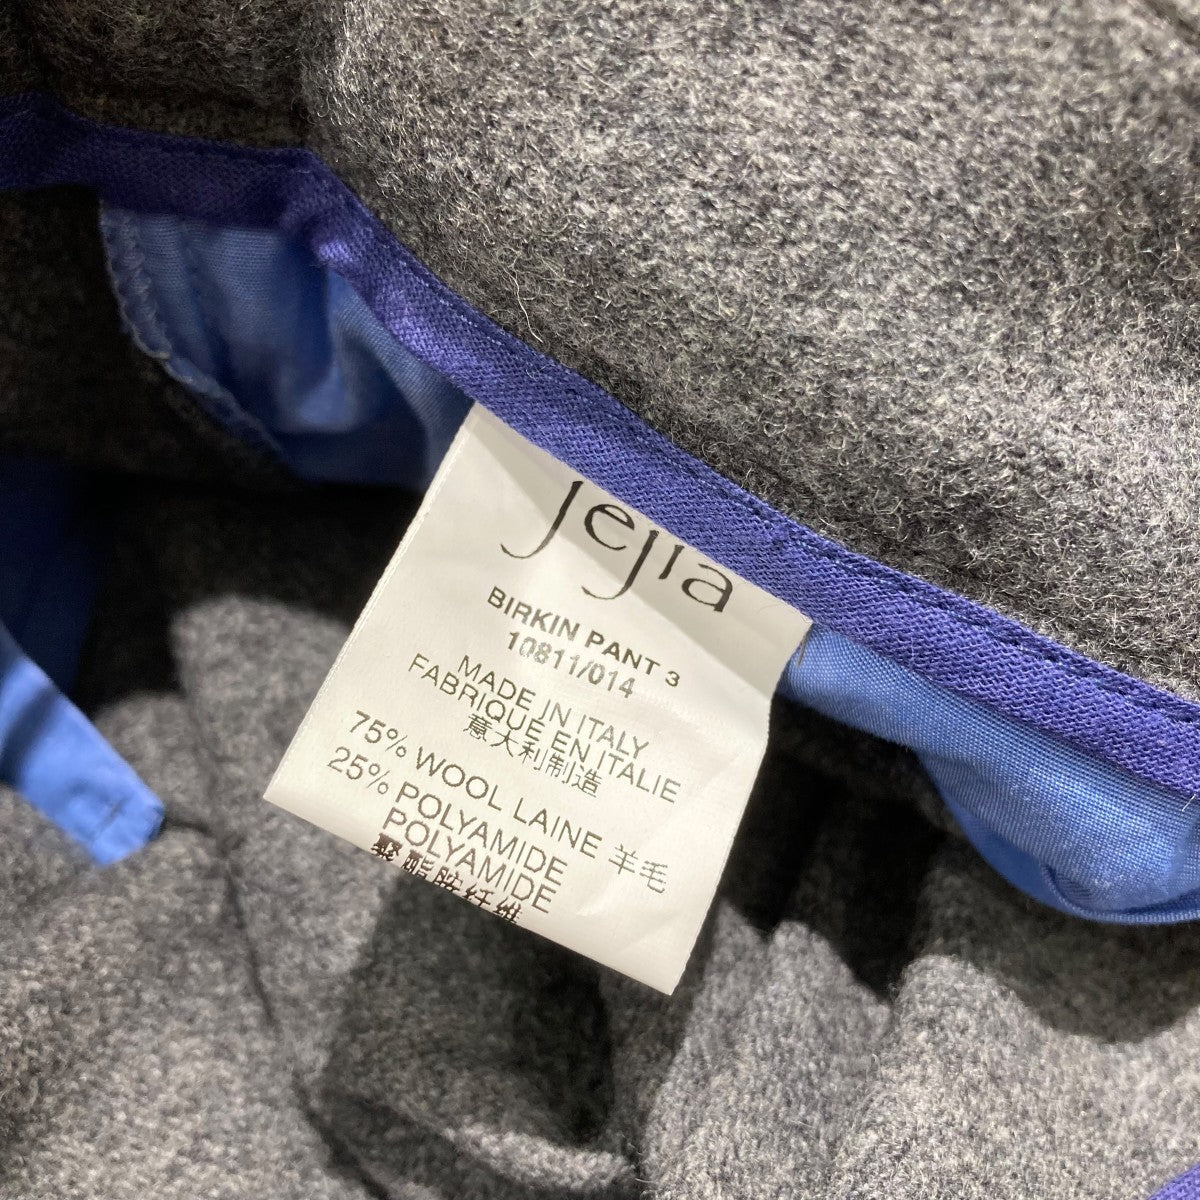 Jejia
BIRKIN PANT 3
10811/014
MADE IN ITALY
FABRIQUE EN ITALIE
意大利制造
75% WOOL LAINE 羊毛
25% POLYAMIDE
POLYAMIDE
聚酯胺纤维